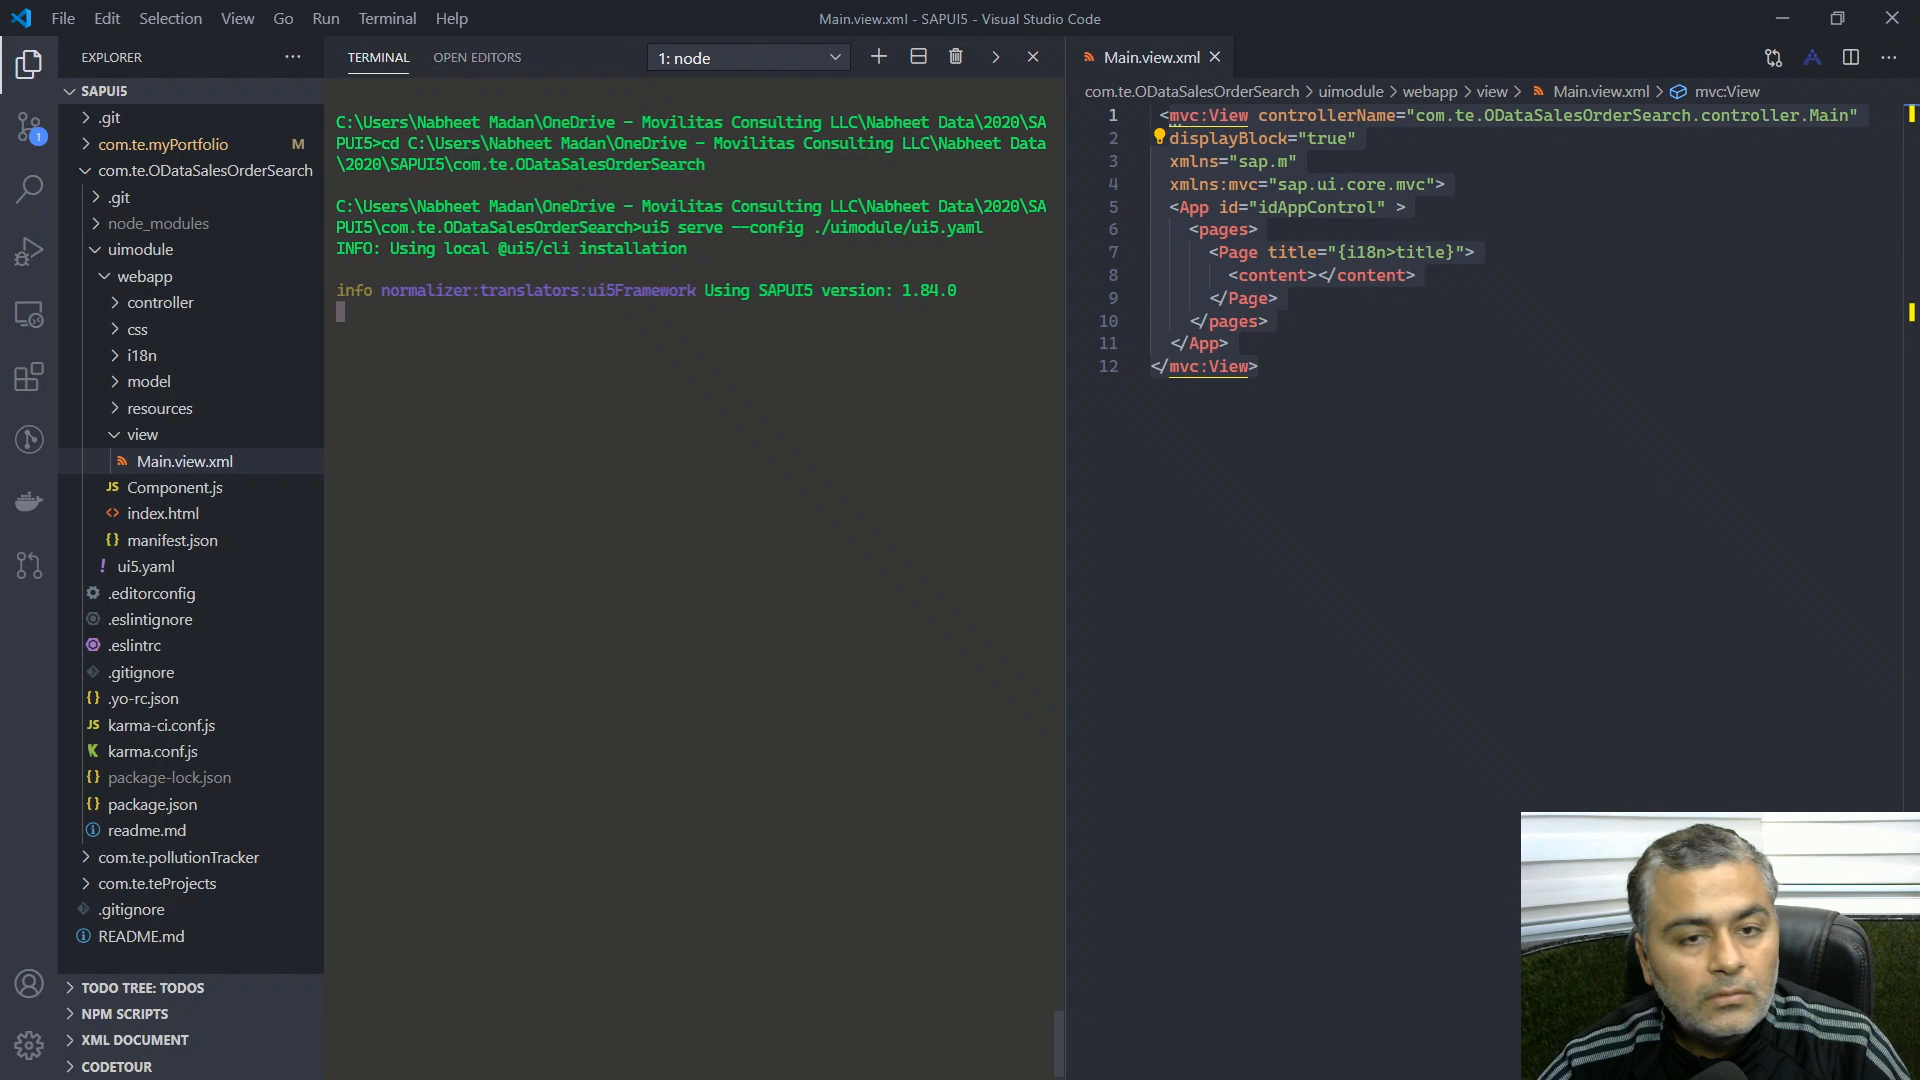 File Edit Selection View Go Run Terminal Help
Main.view.xml - SAPUI5 - Visual Studio Code
EXPLORER
SAPUI5
.git
com.te.myPortfolio M
com.te.ODataSalesOrderSearch
.git
node_modules
uimodule
webapp
controller
css
i18n
model
resources
view
Main.view.xml
JS Component.js
<> index.html
{} manifest.json
! ui5.yaml
.editorconfig
.eslintignore
.eslintrc
.gitignore
{} .yo-rc.json
JS karma-ci.conf.js
K karma.conf.js
{} package-lock.json
{} package.json
readme.md
com.te.pollutionTracker
com.te.teProjects
.gitignore
README.md
TODO TREE: TODOS
NPM SCRIPTS
XML DOCUMENT
CODETOUR
1
TERMINAL OPEN EDITORS 1: node
C:\Users\Nabheet Madan\OneDrive - Movilitas Consulting LLC\Nabheet Data\2020\SA
PUI5>cd C:\Users\Nabheet Madan\OneDrive - Movilitas Consulting LLC\Nabheet Data
\2020\SAPUI5\com.te.ODataSalesOrderSearch
C:\Users\Nabheet Madan\OneDrive - Movilitas Consulting LLC\Nabheet Data\2020\SA
PUI5\com.te.ODataSalesOrderSearch>ui5 serve --config ./uimodule/ui5.yaml
INFO: Using local @ui5/cli installation
info normalizer:translators:ui5Framework Using SAPUI5 version: 1.84.0
Main.view.xml
com.te.ODataSalesOrderSearch > uimodule > webapp > view > Main.view.xml > mvc:View
1 <mvc:View controllerName="com.te.ODataSalesOrderSearch.controller.Main"
2 displayBlock="true"
3 xmlns="sap.m"
4 xmlns:mvc="sap.ui.core.mvc">
5 <App id="idAppControl" >
6 <pages>
7 <Page title="{i18n>title}">
8 <content></content>
9 </Page>
10 </pages>
11 </App>
12 </mvc:View>